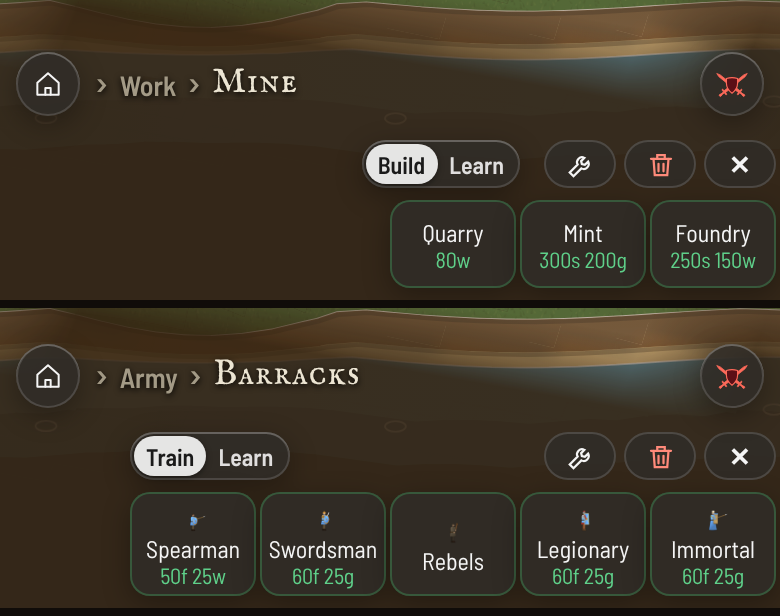 › Work › Mine
Build Learn
Quarry Mint Foundry
80w 300s 200g 250s 150w
› Army › Barracks
Train Learn
Spearman Swordsman Rebels Legionary Immortal
50f 25w 60f 25g 60f 25g 60f 25g